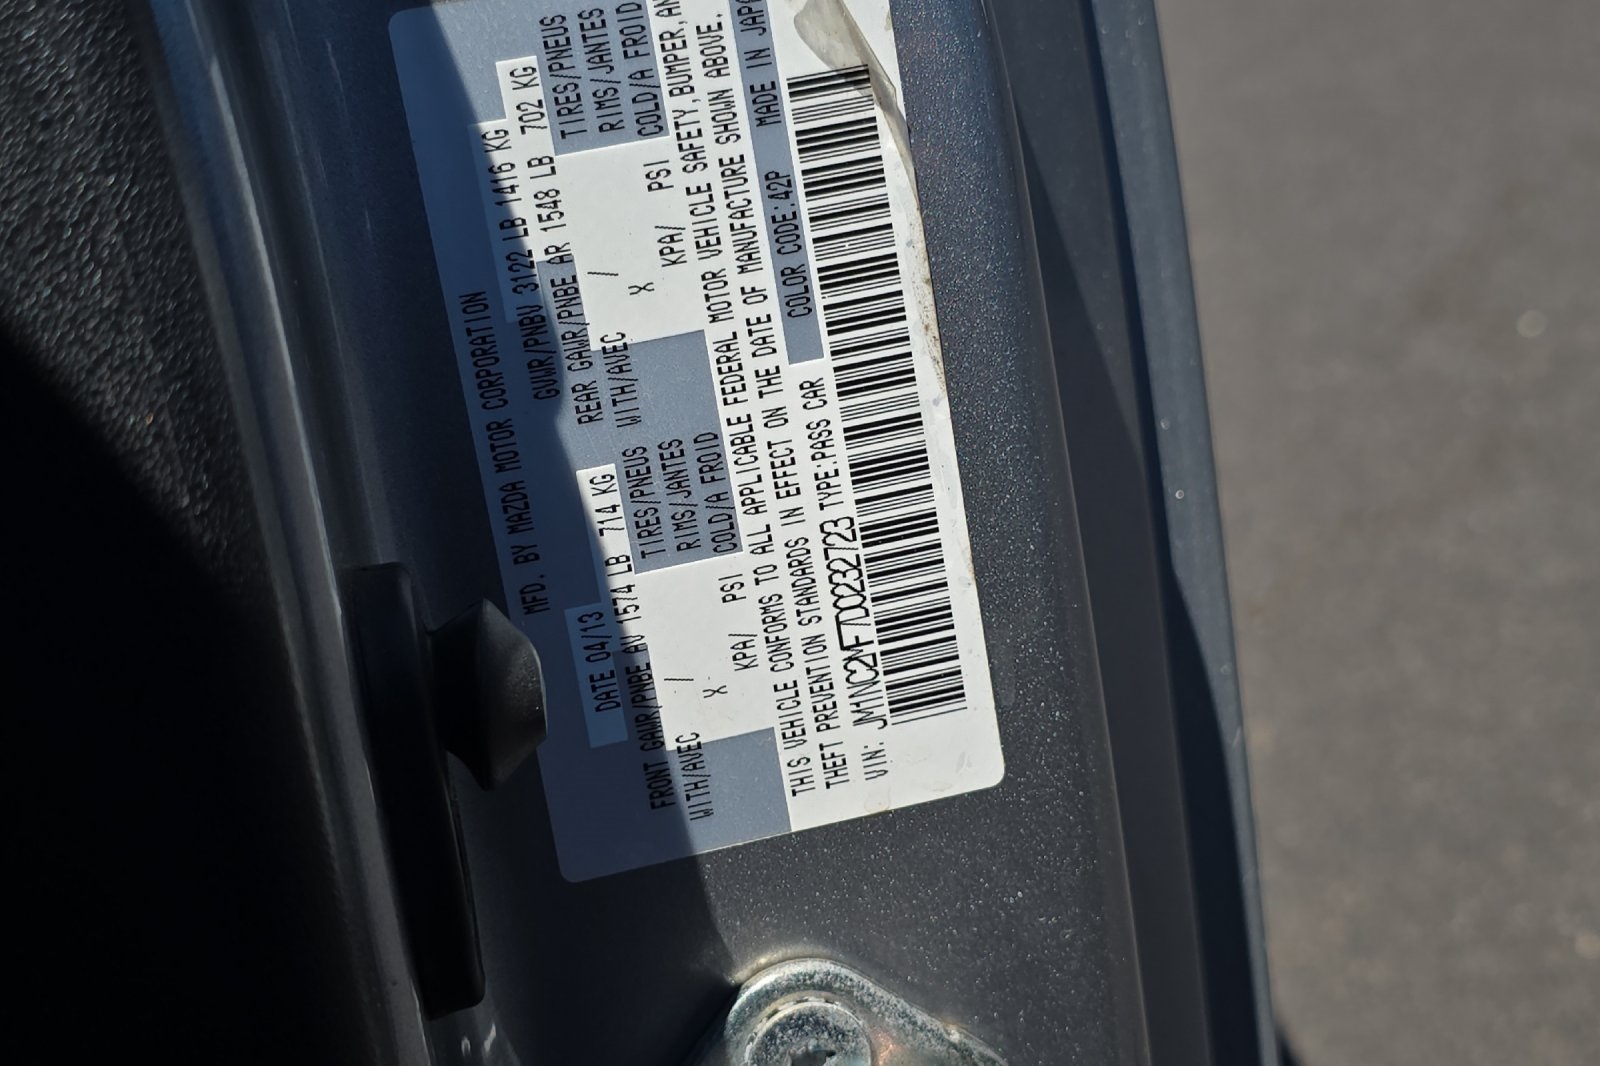 MFD. BY MAZDA MOTOR CORPORATION
DATE 04/13 GVWR/PNBV 3122 LB 1416 KG
FRONT GAWR/PNBE AV 1574 LB 714 KG REAR GAWR/PNBE AR 1548 LB 702 KG
WITH/AVEC / TIRES/PNEUS WITH/AVEC / TIRES/PNEUS
X RIMS/JANTES X RIMS/JANTES
KPA/ PSI COLD/A FROID KPA/ PSI COLD/A FROID
THIS VEHICLE CONFORMS TO ALL APPLICABLE FEDERAL MOTOR VEHICLE SAFETY, BUMPER,
THEFT PREVENTION STANDARDS IN EFFECT ON THE DATE OF MANUFACTURE SHOWN ABOVE.
VIN: JM1NC2MF7D0232723 TYPE:PASS CAR COLOR CODE:42P MADE IN